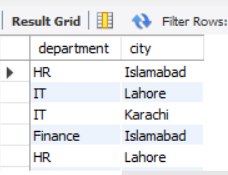 Result Grid Filter Rows:
department city
HR Islamabad
IT Lahore
IT Karachi
Finance Islamabad
HR Lahore